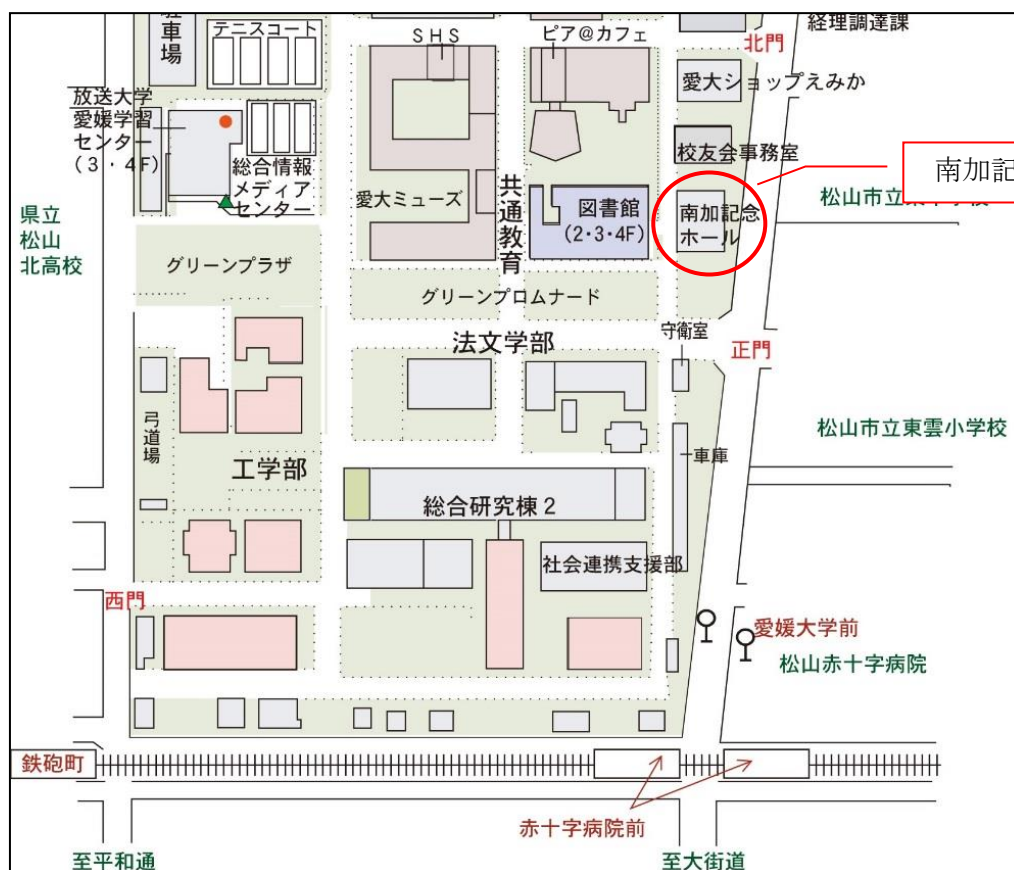 経理調達課
駐
車
場
テニスコート
ＳＨＳ
ピア＠カフェ
北門
愛大ショップえみか
放送大学
愛媛学習
センター
(３・４F)
総合情報
メディア
センター
校友会事務室
南加記
県立
松山
北高校
愛大ミューズ
共通教育
図書館
(2・3・4F)
南加記念
ホール
松山市立東
グリーンプラザ
グリーンプロムナード
法文学部
守衛室
正門
弓道場
工学部
松山市立東雲小学校
車庫
総合研究棟２
社会連携支援部
西門
愛媛大学前
松山赤十字病院
鉄砲町
赤十字病院前
至平和通
至大街道